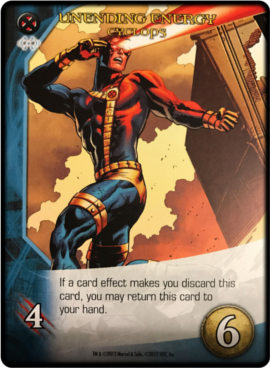 UNENDING ENERGY
CYCLOPS
If a card effect makes you discard this
card, you may return this card to
your hand.
4
6